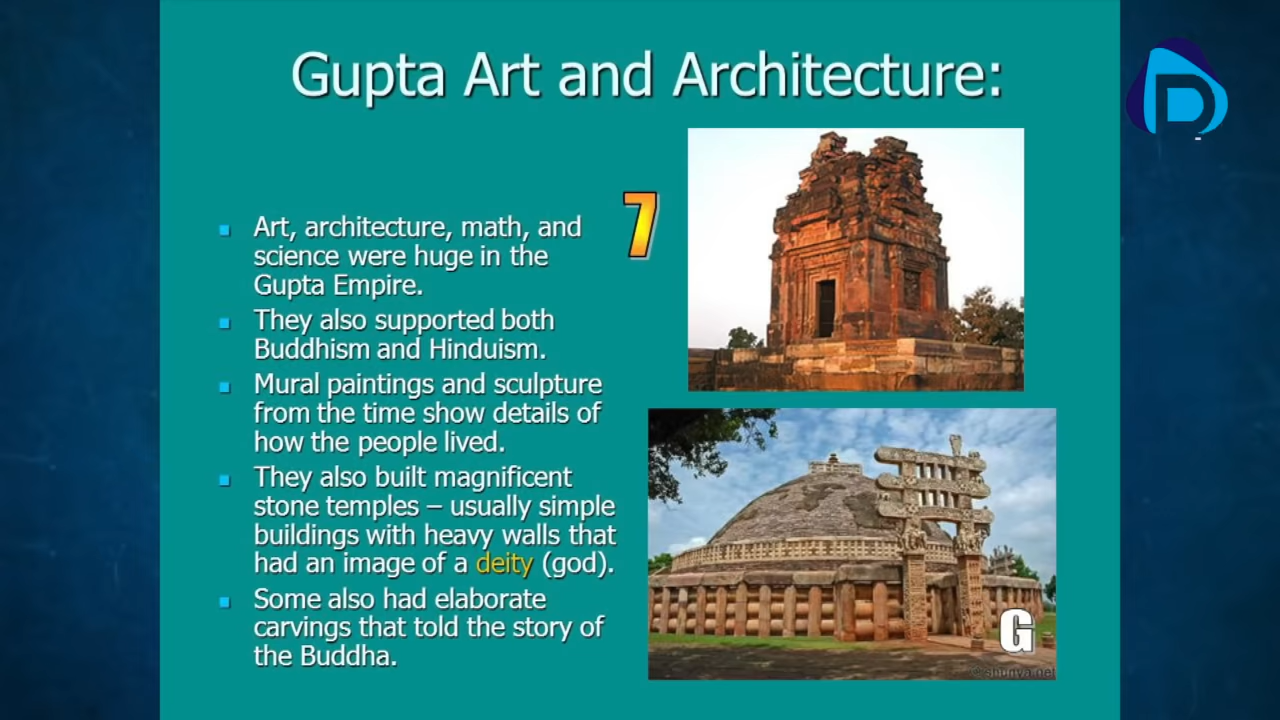 Gupta Art and Architecture:
7
Art, architecture, math, and
science were huge in the
Gupta Empire.
They also supported both
Buddhism and Hinduism.
Mural paintings and sculpture
from the time show details of
how the people lived.
They also built magnificent
stone temples – usually simple
buildings with heavy walls that
had an image of a deity (god).
Some also had elaborate
carvings that told the story of
the Buddha.
G
shunya.net